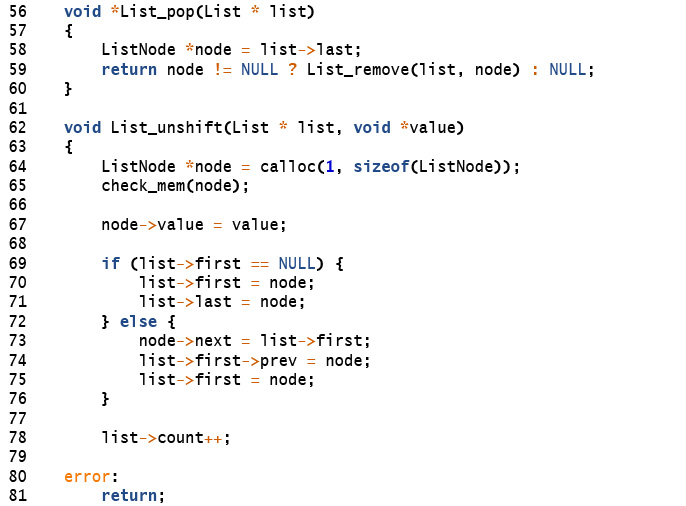 56 void *List_pop(List * list)
57 {
58 ListNode *node = list->last;
59 return node != NULL ? List_remove(list, node) : NULL;
60 }
61
62 void List_unshift(List * list, void *value)
63 {
64 ListNode *node = calloc(1, sizeof(ListNode));
65 check_mem(node);
66
67 node->value = value;
68
69 if (list->first == NULL) {
70 list->first = node;
71 list->last = node;
72 } else {
73 node->next = list->first;
74 list->first->prev = node;
75 list->first = node;
76 }
77
78 list->count++;
79
80 error:
81 return;